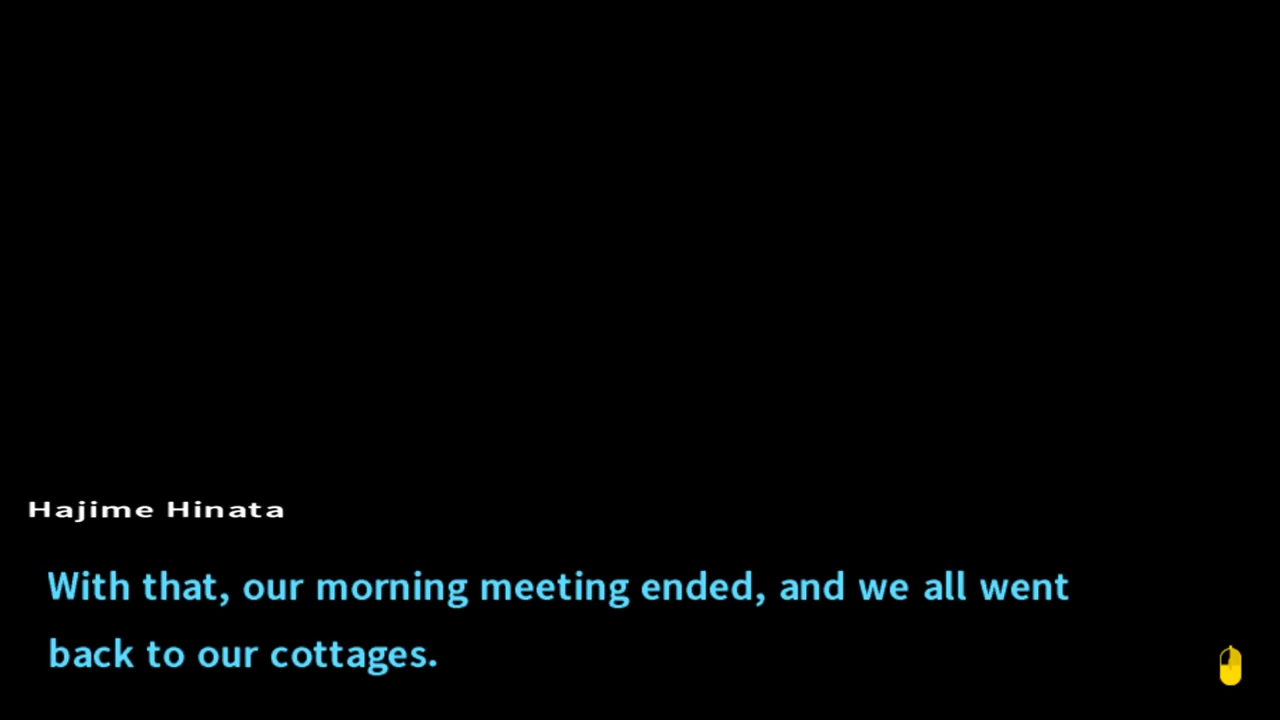 Hajime Hinata
With that, our morning meeting ended, and we all went
back to our cottages.